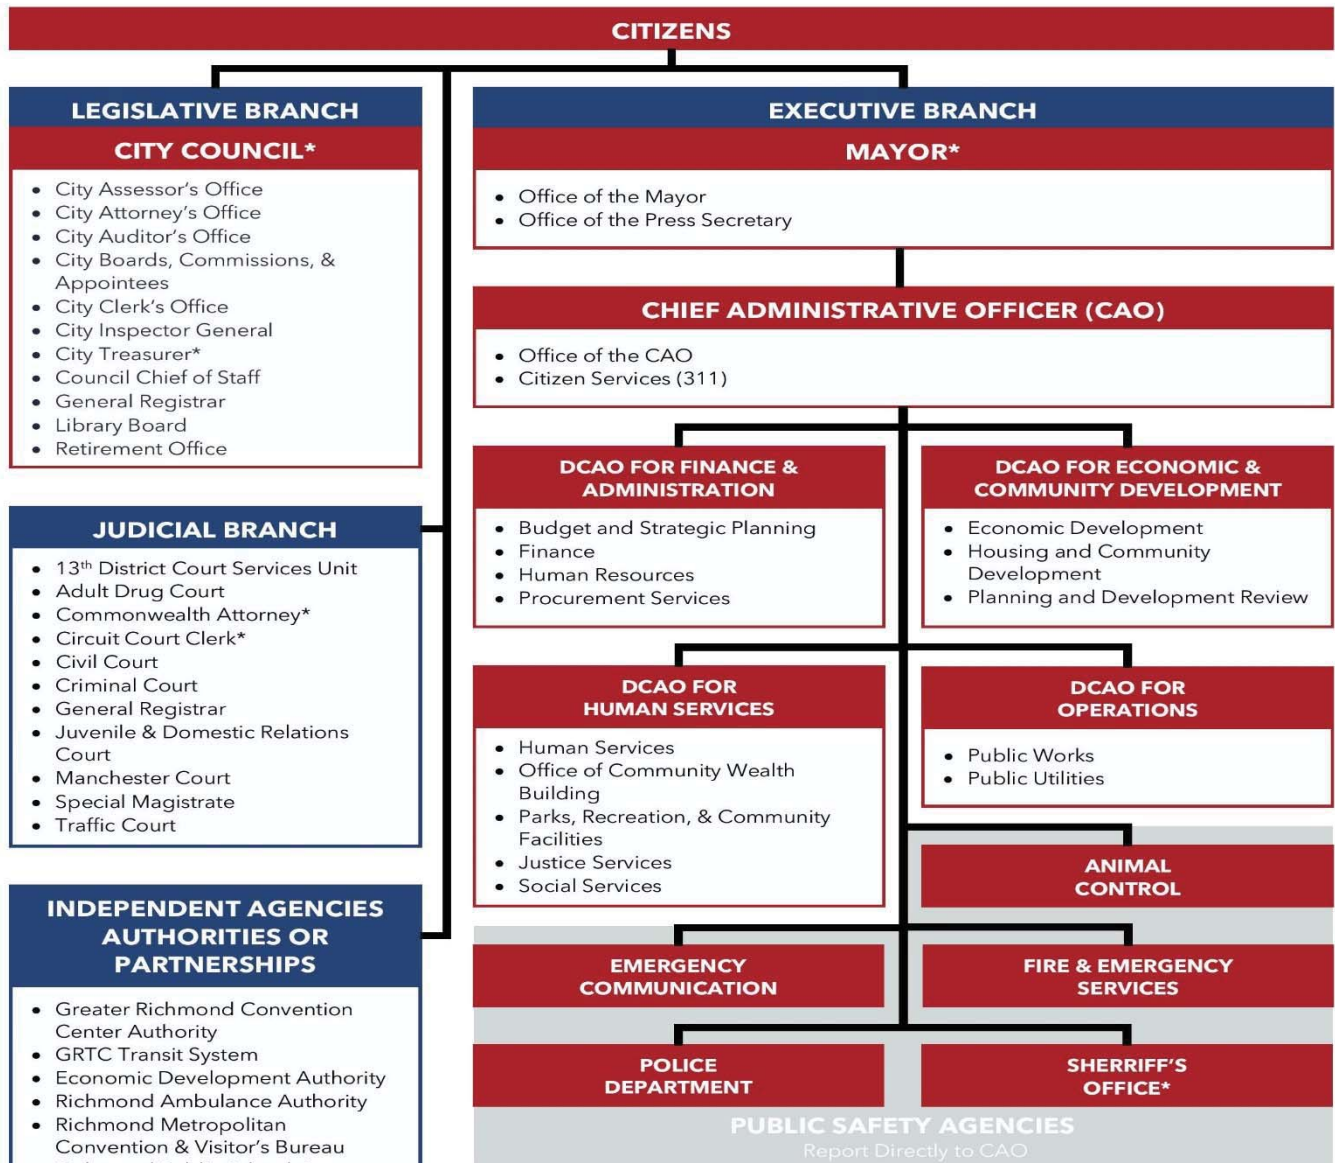 CITIZENS
LEGISLATIVE BRANCH
CITY COUNCIL*
• City Assessor's Office
• City Attorney's Office
• City Auditor's Office
• City Boards, Commissions, &
Appointees
• City Clerk's Office
• City Inspector General
• City Treasurer*
• Council Chief of Staff
• General Registrar
• Library Board
• Retirement Office
JUDICIAL BRANCH
• 13th District Court Services Unit
• Adult Drug Court
• Commonwealth Attorney*
• Circuit Court Clerk*
• Civil Court
• Criminal Court
• General Registrar
• Juvenile & Domestic Relations
Court
• Manchester Court
• Special Magistrate
• Traffic Court
INDEPENDENT AGENCIES
AUTHORITIES OR
PARTNERSHIPS
• Greater Richmond Convention
Center Authority
• GRTC Transit System
• Economic Development Authority
• Richmond Ambulance Authority
• Richmond Metropolitan
Convention & Visitor's Bureau
EXECUTIVE BRANCH
MAYOR*
• Office of the Mayor
• Office of the Press Secretary
CHIEF ADMINISTRATIVE OFFICER (CAO)
• Office of the CAO
• Citizen Services (311)
DCAO FOR FINANCE &
ADMINISTRATION
• Budget and Strategic Planning
• Finance
• Human Resources
• Procurement Services
DCAO FOR ECONOMIC &
COMMUNITY DEVELOPMENT
• Economic Development
• Housing and Community
Development
• Planning and Development Review
DCAO FOR
HUMAN SERVICES
• Human Services
• Office of Community Wealth
Building
• Parks, Recreation, & Community
Facilities
• Justice Services
• Social Services
DCAO FOR
OPERATIONS
• Public Works
• Public Utilities
ANIMAL
CONTROL
EMERGENCY
COMMUNICATION
FIRE & EMERGENCY
SERVICES
POLICE
DEPARTMENT
SHERRIFF'S
OFFICE*
PUBLIC SAFETY AGENCIES
Report Directly to CAO